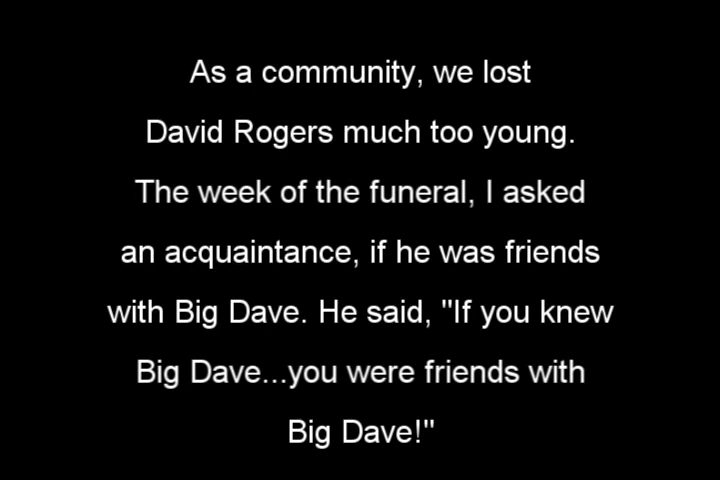 As a community, we lost
David Rogers much too young.
The week of the funeral, I asked
an acquaintance, if he was friends
with Big Dave. He said, "If you knew
Big Dave...you were friends with
Big Dave!"